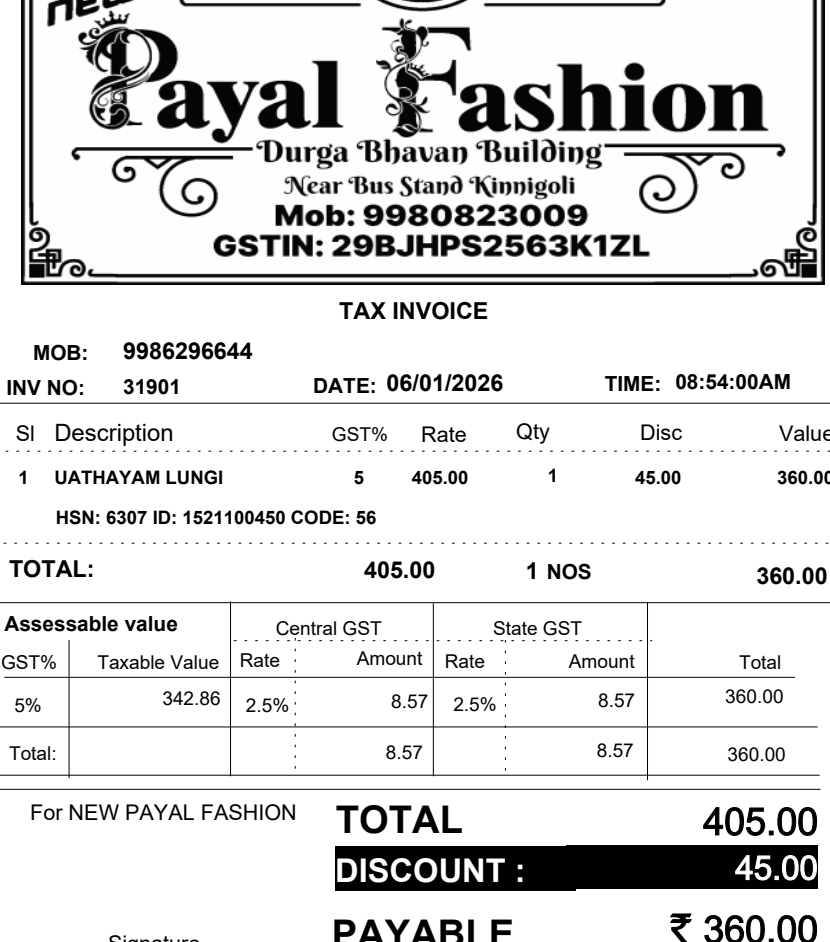 new
Payal Fashion
Durga Bhavan Building
Near Bus Stand Kinnigoli
Mob: 9980823009
GSTIN: 29BJHPS2563K1ZL
TAX INVOICE
MOB: 9986296644
INV NO: 31901 DATE: 06/01/2026 TIME: 08:54:00AM
Sl Description GST% Rate Qty Disc Value
1 UATHAYAM LUNGI 5 405.00 1 45.00 360.00
HSN: 6307 ID: 1521100450 CODE: 56
TOTAL: 405.00 1 NOS 360.00
Assessable value Central GST State GST
GST% Taxable Value Rate Amount Rate Amount Total
5% 342.86 2.5% 8.57 2.5% 8.57 360.00
Total: 8.57 8.57 360.00
For NEW PAYAL FASHION TOTAL 405.00
DISCOUNT : 45.00
Signature PAYABLE ₹ 360.00